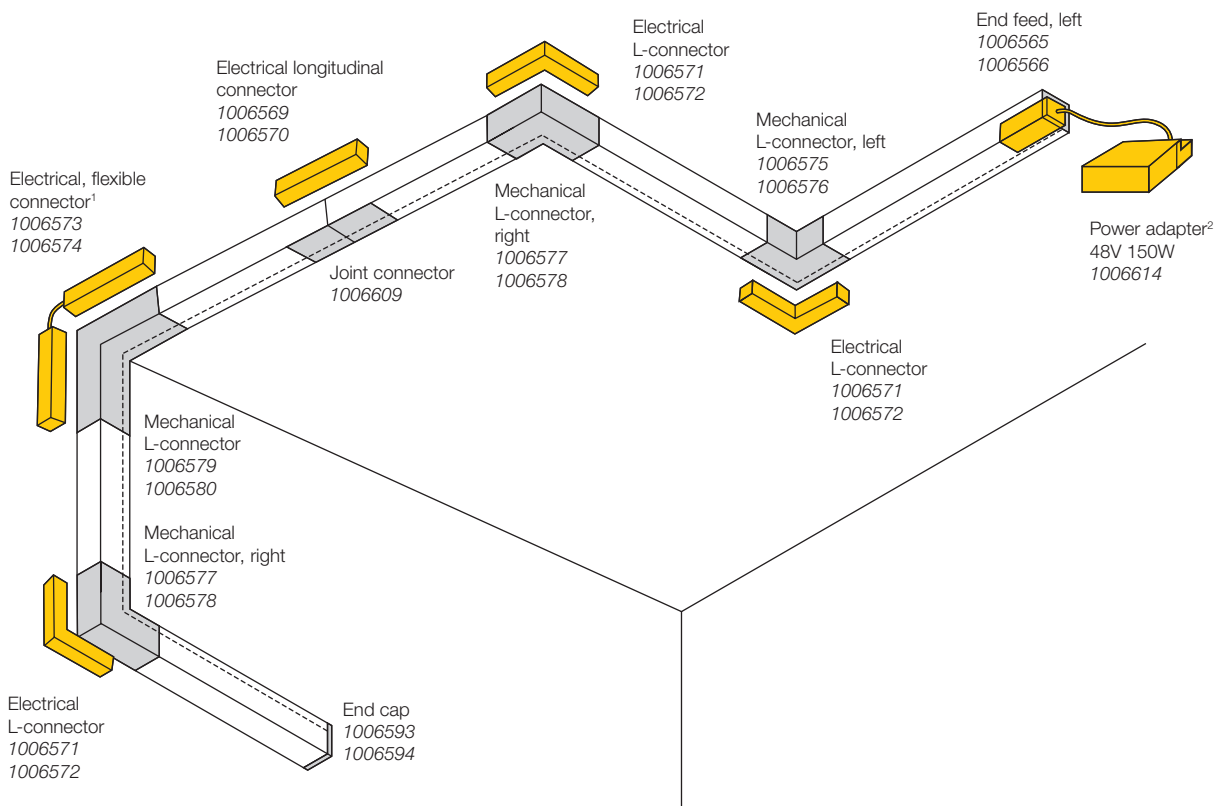 End feed, left
1006565
1006566
Electrical
L-connector
1006571
1006572
Electrical longitudinal
connector
1006569
1006570
Mechanical
L-connector, left
1006575
1006576
Electrical, flexible
connector¹
1006573
1006574
Mechanical
L-connector,
right
1006577
1006578
Power adapter²
48V 150W
1006614
Joint connector
1006609
Electrical
L-connector
1006571
1006572
Mechanical
L-connector
1006579
1006580
Mechanical
L-connector, right
1006577
1006578
Electrical
L-connector
1006571
1006572
End cap
1006593
1006594